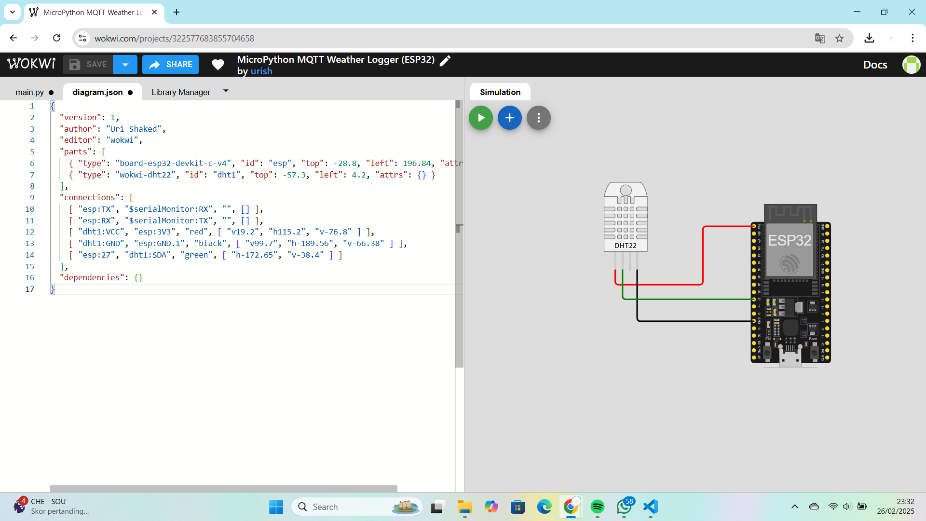 MicroPython MQTT Weather Lo
wokwi.com/projects/322577683855704658
WOKWI
SAVE
SHARE
MicroPython MQTT Weather Logger (ESP32)
by urish
Docs
main.py
diagram.json
Library Manager
Simulation
1 {
2 "version": 1,
3 "author": "Uri Shaked",
4 "editor": "wokwi",
5 "parts": [
6 { "type": "board-esp32-devkit-c-v4", "id": "esp", "top": -28.8, "left": 196.84, "attr
7 { "type": "wokwi-dht22", "id": "dht1", "top": -57.3, "left": 4.2, "attrs": {} }
8 ],
9 "connections": [
10 [ "esp:TX", "$serialMonitor:RX", "", [] ],
11 [ "esp:RX", "$serialMonitor:TX", "", [] ],
12 [ "dht1:VCC", "esp:3V3", "red", [ "v19.2", "h115.2", "v-76.8" ] ],
13 [ "dht1:GND", "esp:GND.1", "black", [ "v99.7", "h-189.56", "v-66.38" ] ],
14 [ "esp:27", "dht1:SDA", "green", [ "h-172.65", "v-38.4" ] ]
15 ],
16 "dependencies": {}
17 }
DHT22
ESP32
4
CHE SOU
Skor pertanding...
Search
58
23:32
26/02/2025